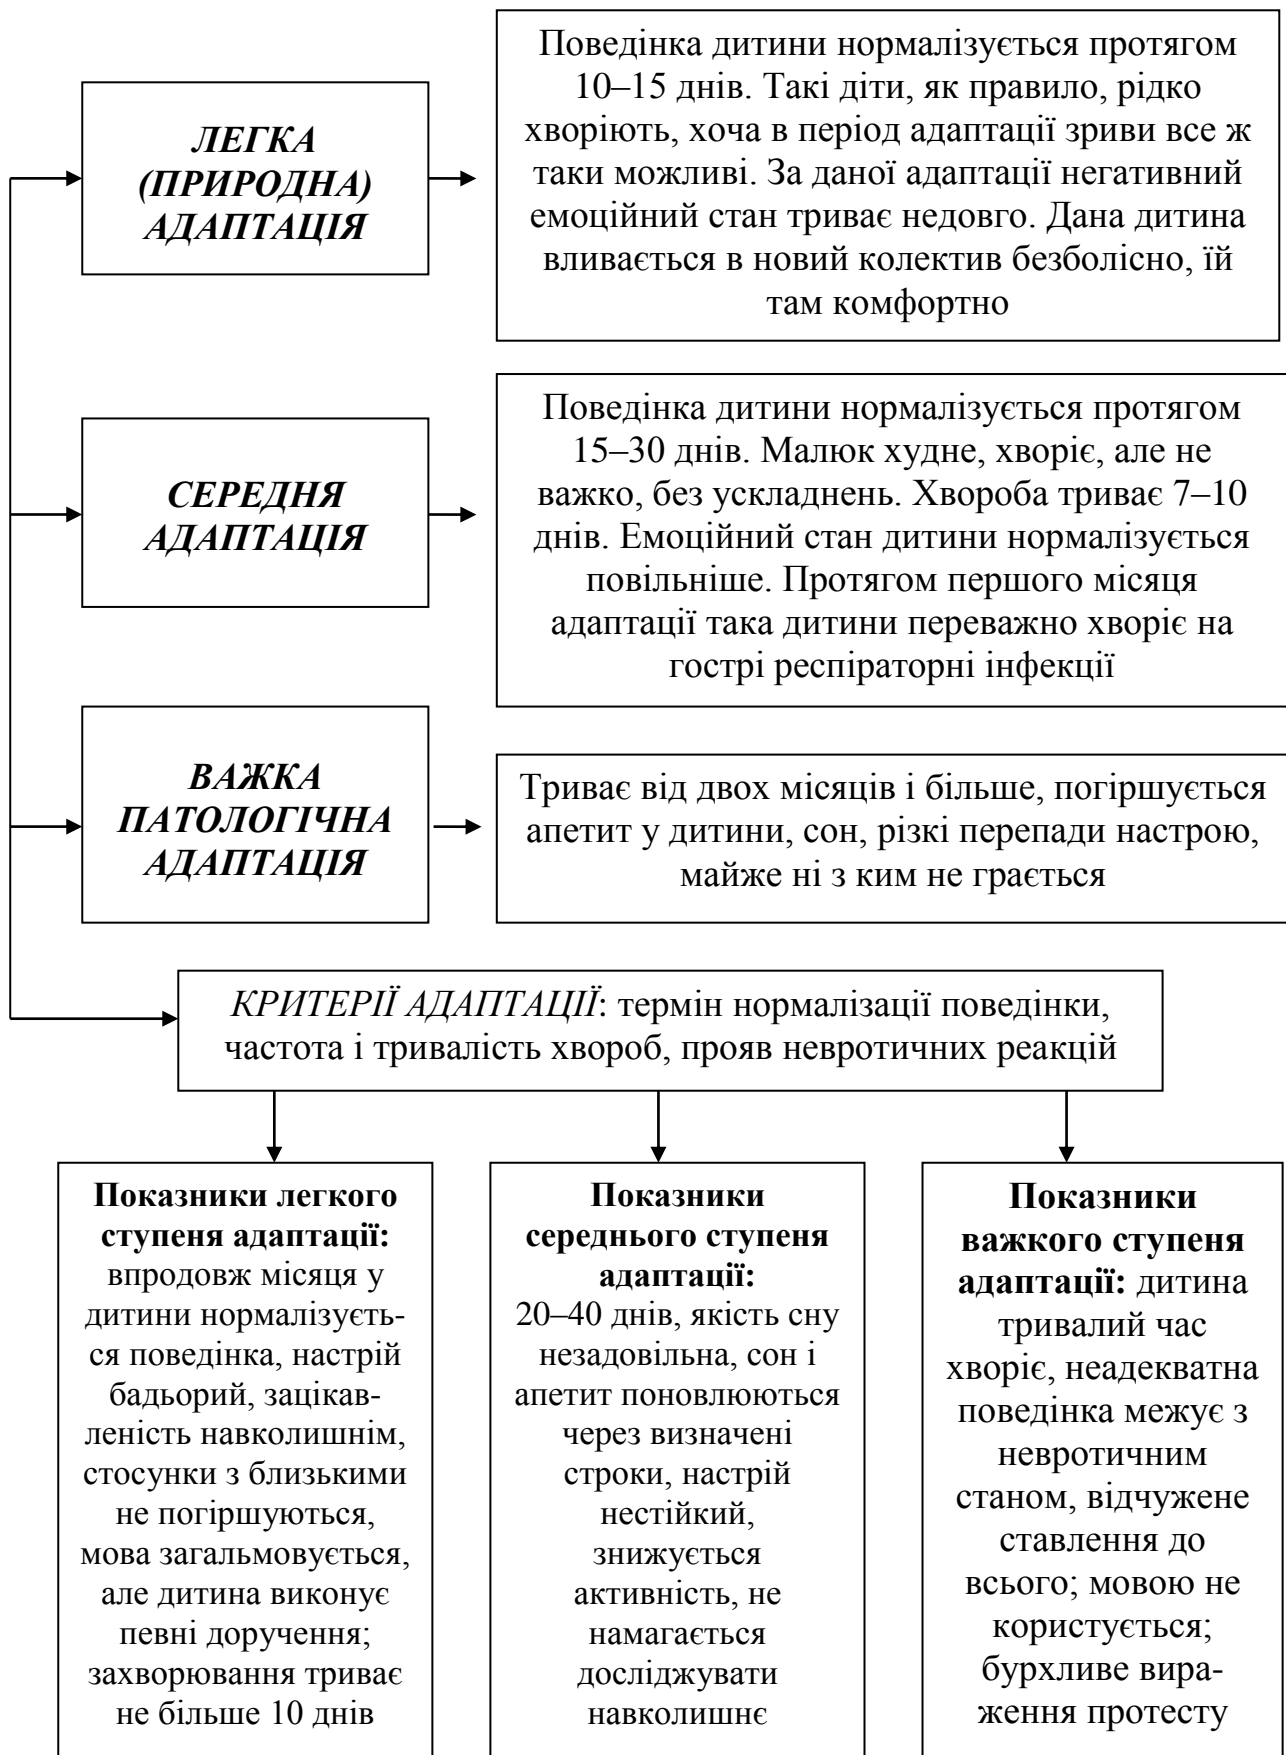 ЛЕГКА
(ПРИРОДНА)
АДАПТАЦІЯ
Поведінка дитини нормалізується протягом
10–15 днів. Такі діти, як правило, рідко
хворіють, хоча в період адаптації зриви все ж
таки можливі. За даної адаптації негативний
емоційний стан триває недовго. Дана дитина
вливається в новий колектив безболісно, їй
там комфортно
СЕРЕДНЯ
АДАПТАЦІЯ
Поведінка дитини нормалізується протягом
15–30 днів. Малюк худне, хворіє, але не
важко, без ускладнень. Хвороба триває 7–10
днів. Емоційний стан дитини нормалізується
повільніше. Протягом першого місяця
адаптації така дитини переважно хворіє на
гострі респіраторні інфекції
ВАЖКА
ПАТОЛОГІЧНА
АДАПТАЦІЯ
Триває від двох місяців і більше, погіршується
апетит у дитини, сон, різкі перепади настрою,
майже ні з ким не грається
КРИТЕРІЇ АДАПТАЦІЇ: термін нормалізації поведінки,
частота і тривалість хвороб, прояв невротичних реакцій
Показники легкого
ступеня адаптації:
впродовж місяця у
дитини нормалізуєть-
ся поведінка, настрій
бадьорий, зацікав-
леність навколишнім,
стосунки з близькими
не погіршуються,
мова загальмовується,
але дитина виконує
певні доручення;
захворювання триває
не більше 10 днів
Показники
середнього ступеня
адаптації:
20–40 днів, якість сну
незадовільна, сон і
апетит поновлюються
через визначені
строки, настрій
нестійкий,
знижується
активність, не
намагається
досліджувати
навколишнє
Показники
важкого ступеня
адаптації: дитина
тривалий час
хворіє, неадекватна
поведінка межує з
невротичним
станом, відчужене
ставлення до
всього; мовою не
користується;
бурхливе вира-
ження протесту